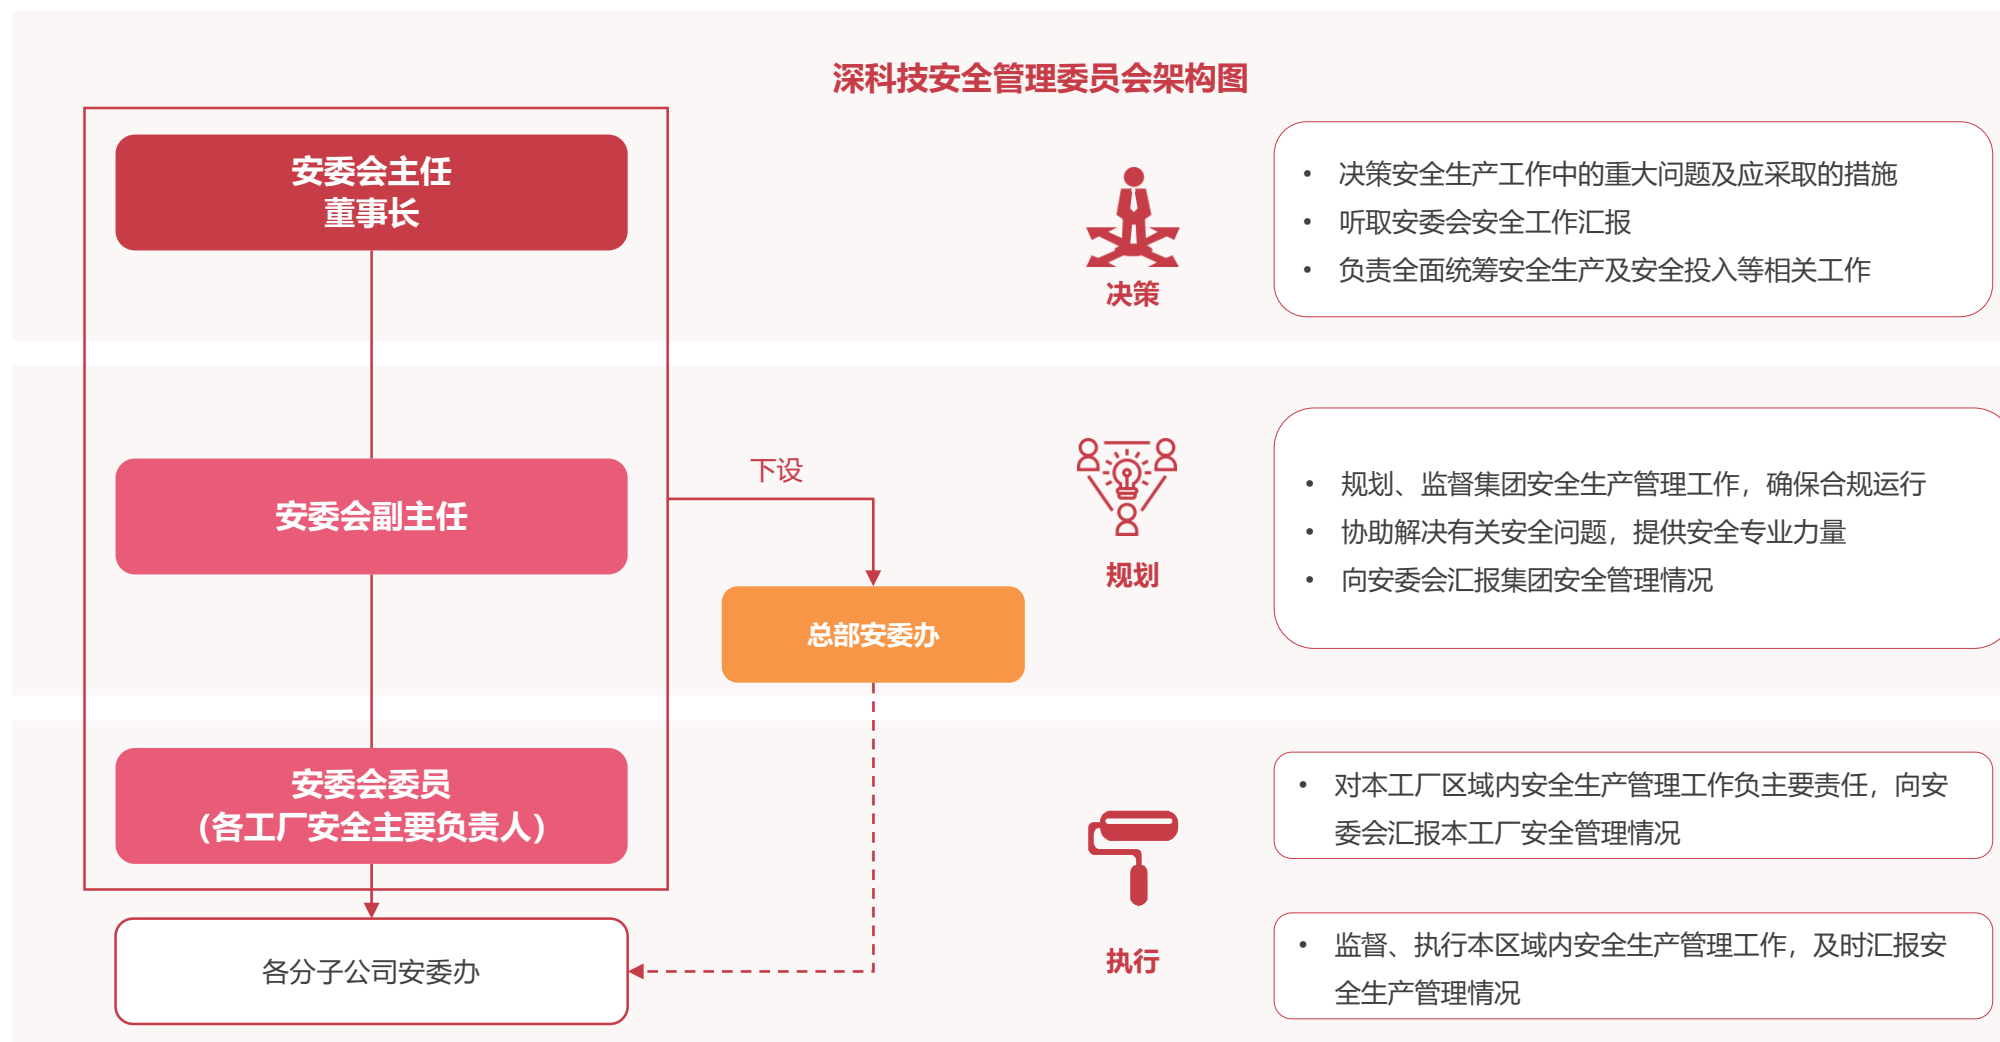 深科技安全管理委员会架构图
安委会主任
董事长
决策
• 决策安全生产工作中的重大问题及应采取的措施
• 听取安委会安全工作汇报
• 负责全面统筹安全生产及安全投入等相关工作
安委会副主任
下设
总部安委办
规划
• 规划、监督集团安全生产管理工作，确保合规运行
• 协助解决有关安全问题，提供安全专业力量
• 向安委会汇报集团安全管理情况
安委会委员
（各工厂安全主要负责人）
各分子公司安委办
执行
• 对本工厂区域内安全生产管理工作负主要责任，向安
委会汇报本工厂安全管理情况
• 监督、执行本区域内安全生产管理工作，及时汇报安
全生产管理情况